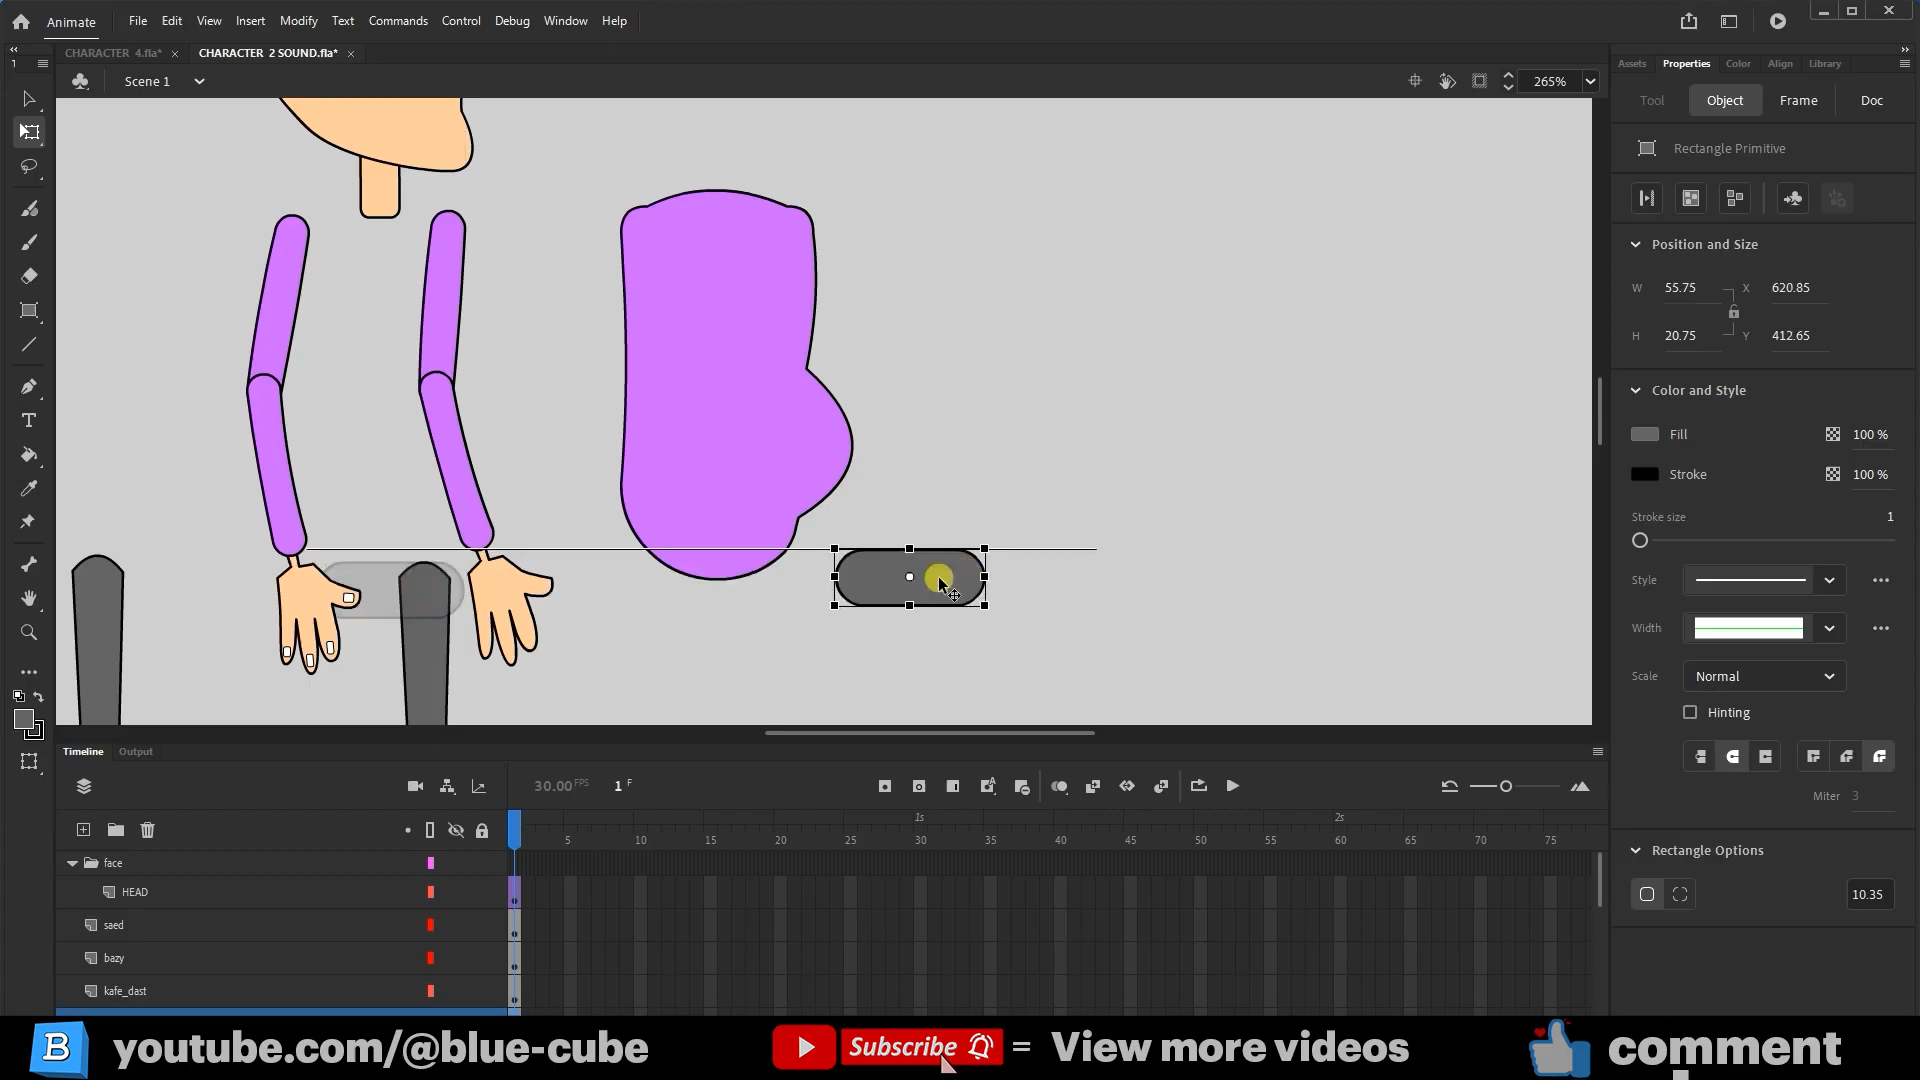 Animate File Edit View Insert Modify Text Commands Control Debug Window Help
CHARACTER 4.fla* CHARACTER 2 SOUND.fla*
Scene 1 265%
Assets Properties Color Align Library
Tool Object Frame Doc
Rectangle Primitive
Position and Size
W 55.75 X 620.85
H 20.75 Y 412.65
Color and Style
Fill 100 %
Stroke 100 %
Stroke size 1
Style
Width
Scale Normal
Hinting
Miter 3
Rectangle Options
10.35
Timeline Output
30.00 FPS 1 F
1s 2s
5 10 15 20 25 30 35 40 45 50 55 60 65 70 75
face
HEAD
saed
bazy
kafe_dast
B youtube.com/@blue-cube Subscribe = View more videos comment